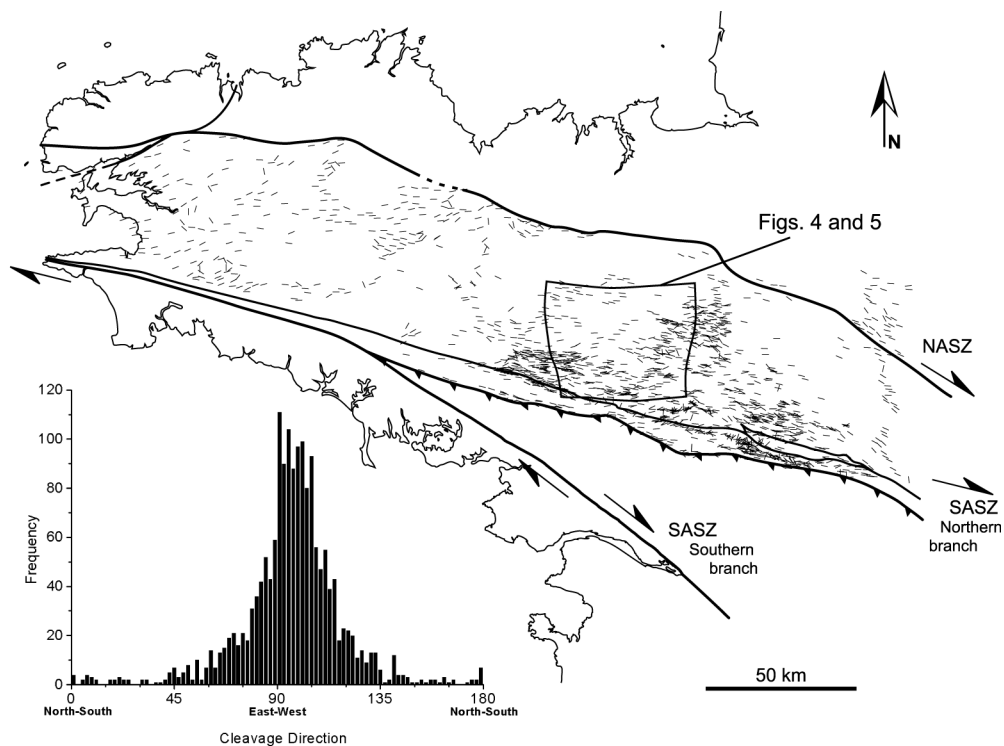 N
Figs. 4 and 5
NASZ
SASZ
Northern
branch
SASZ
Southern
branch
50 km
120
100
80
60
40
20
0
Frequency
0
45
90
135
180
North-South
East-West
North-South
Cleavage Direction